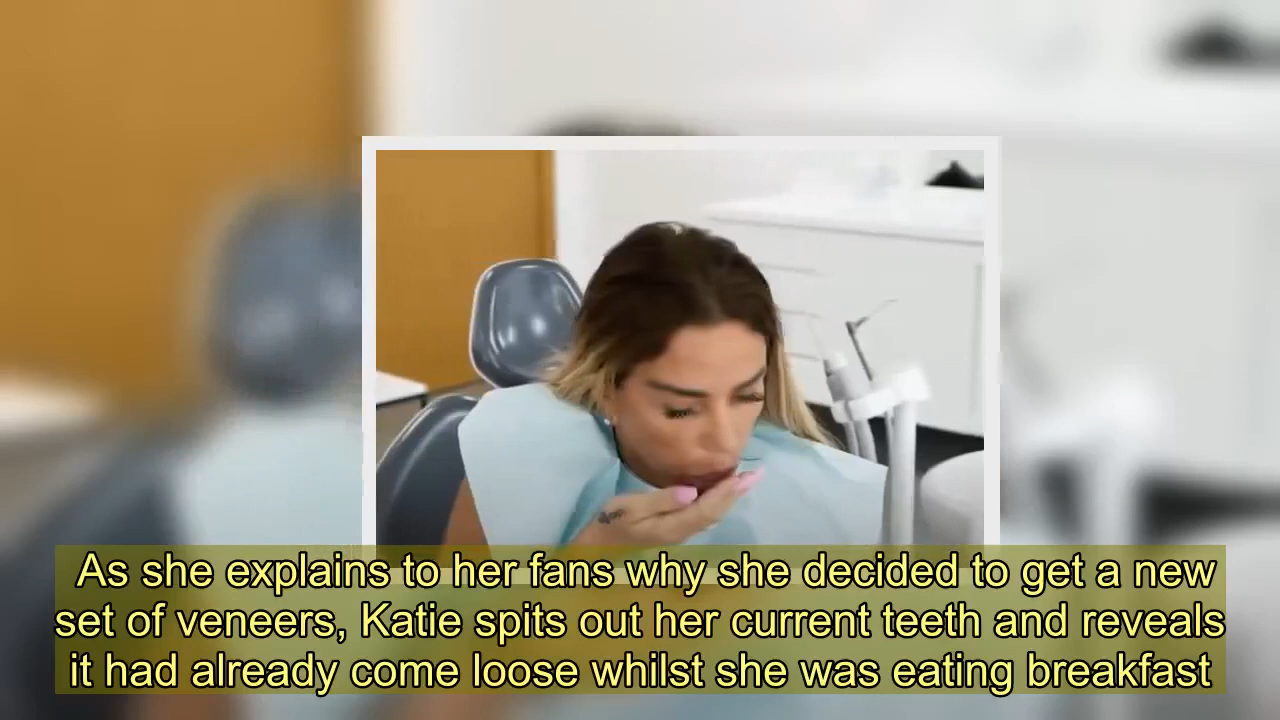 As she explains to her fans why she decided to get a new
set of veneers, Katie spits out her current teeth and reveals
it had already come loose whilst she was eating breakfast